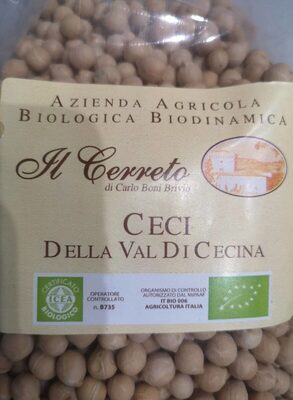 AZIENDA AGRICOLA
BIOLOGICA BIODINAMICA
Il Cerreto
di Carlo Boni Brivio
CECI
DELLA VAL DI CECINA
CERTIFICATO
ICEA
BIOLOGICO
OPERATORE
CONTROLLATO
n. B735
ORGANISMO DI CONTROLLO
AUTORIZZATO DAL MIPAAF
IT BIO 006
AGRICOLTURA ITALIA